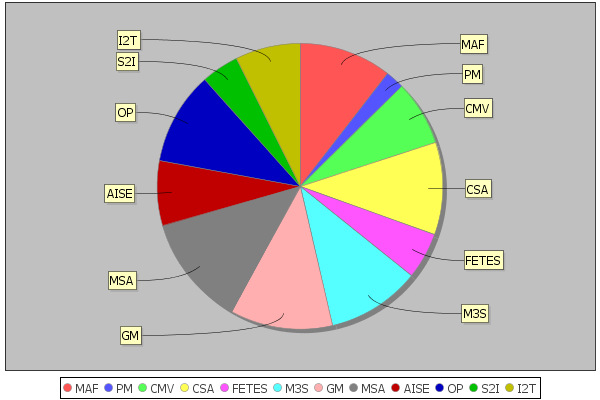 I2T
MAF
S2I
PM
CMV
OP
CSA
AISE
FETES
MSA
M3S
GM
MAF PM CMV CSA FETES M3S GM MSA AISE OP S2I I2T